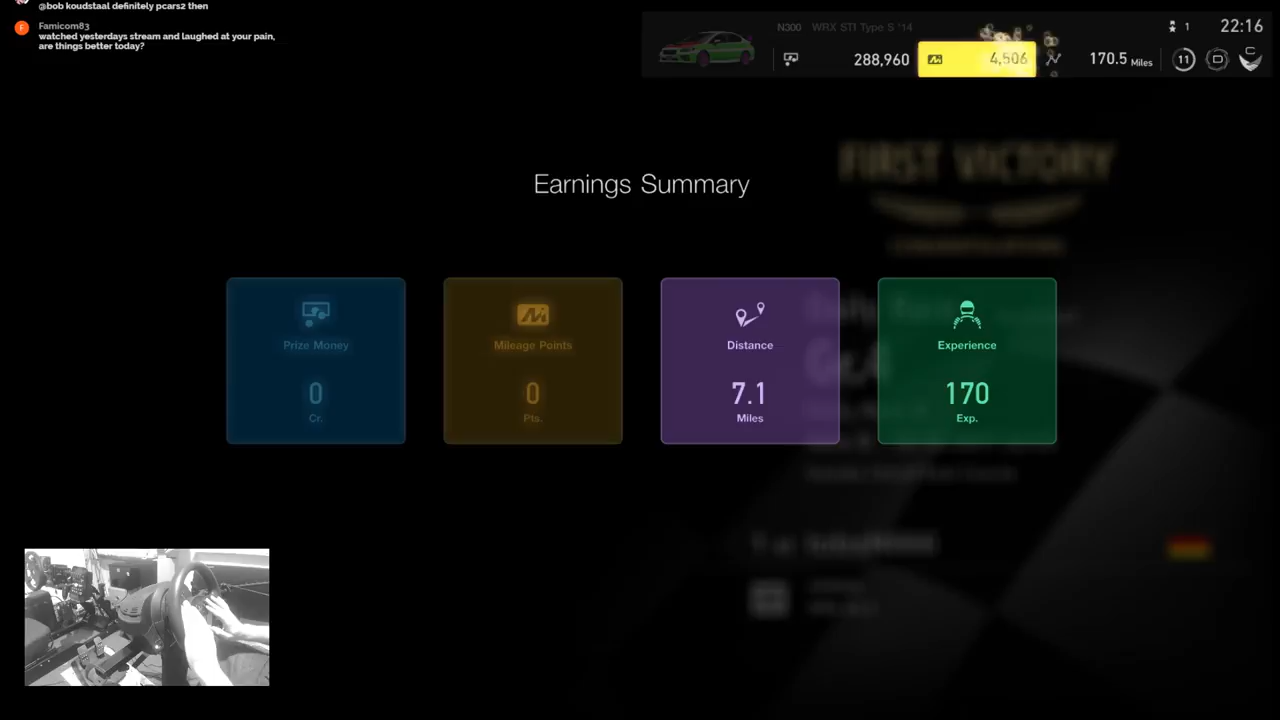 @bob koudstaal definitely pcars2 then
Famicom83
watched yesterdays stream and laughed at your pain,
are things better today?
N300 WRX STI Type S '14
1 22:16
288,960 4,506 170.5 Miles 11
FIRST VICTORY
Earnings Summary
Prize Money
0
Cr.
Mileage Points
0
Pts.
Distance
7.1
Miles
Experience
170
Exp.